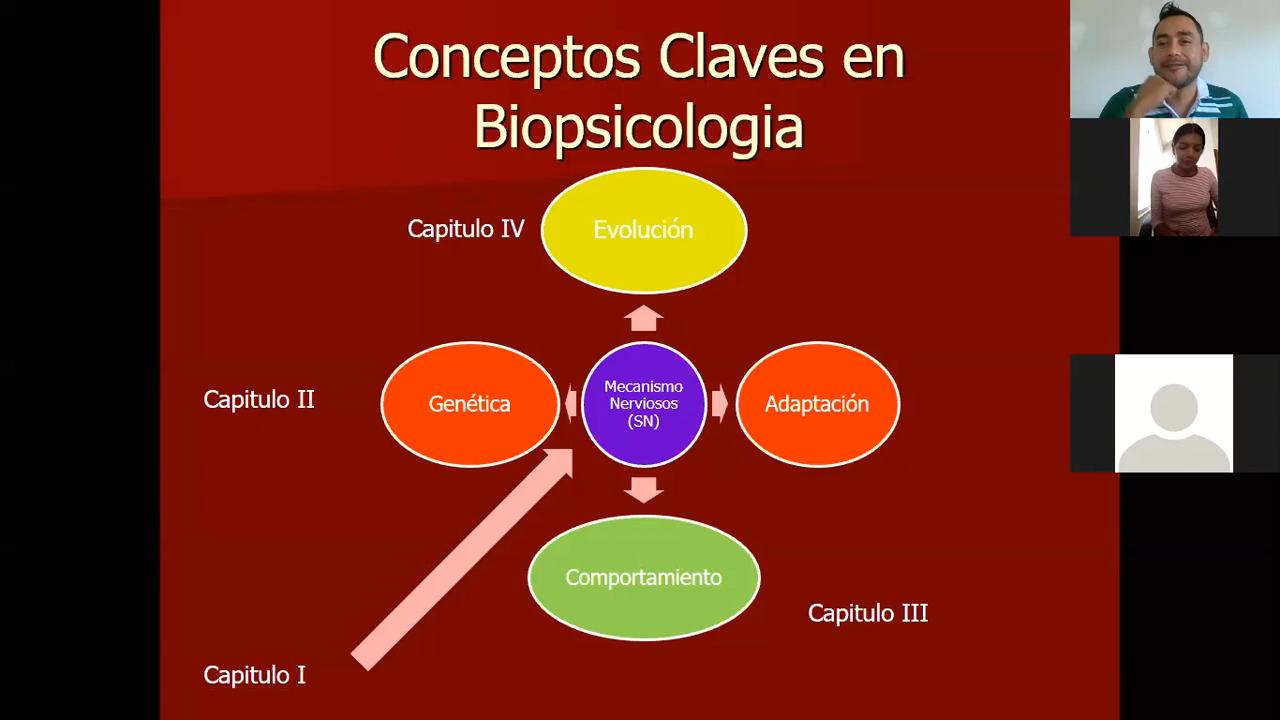 Conceptos Claves en
Biopsicologia
Capitulo IV
Evolución
Capitulo II
Genética
Mecanismo
Nerviosos
(SN)
Adaptación
Comportamiento
Capitulo III
Capitulo I